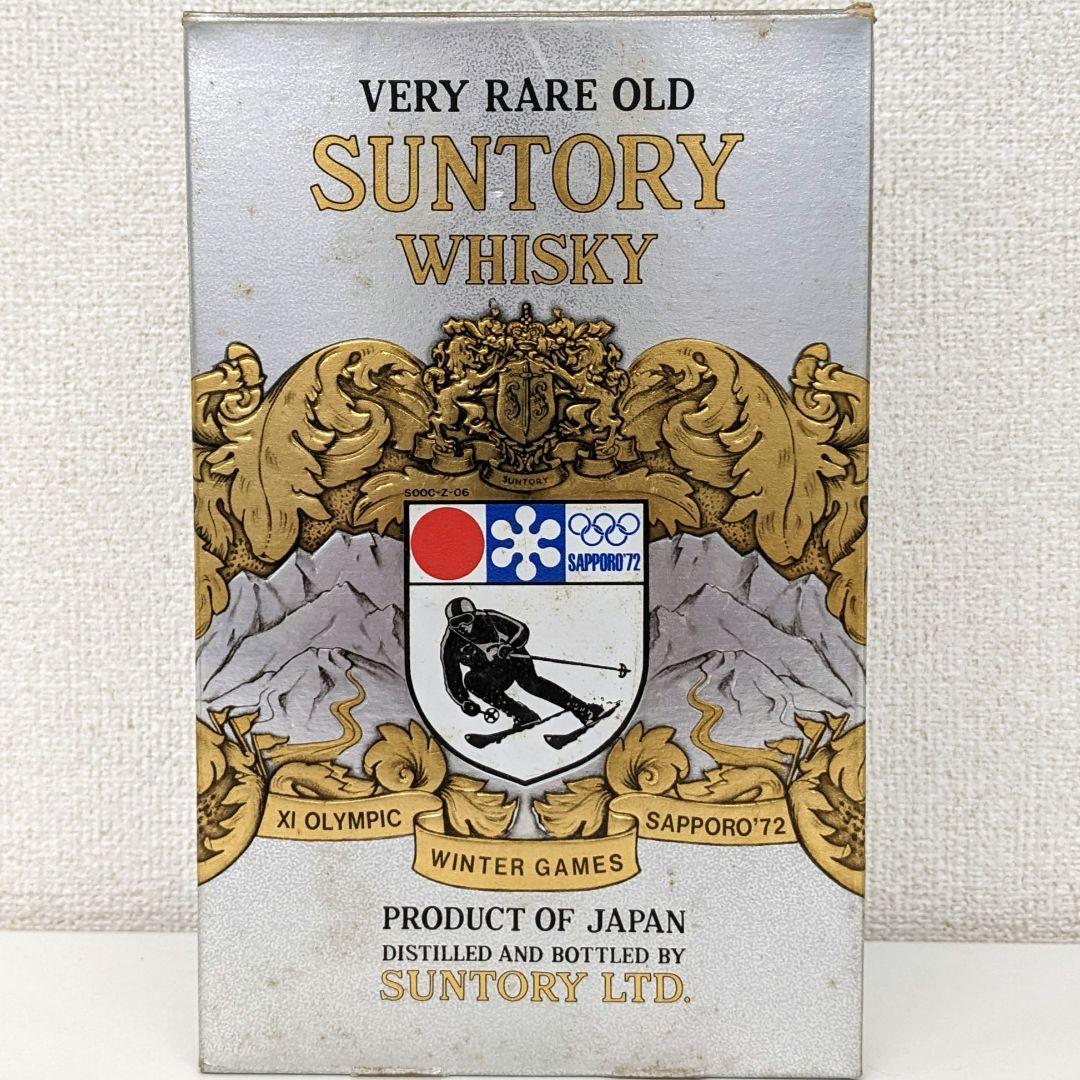 VERY RARE OLD
SUNTORY
WHISKY
SUNTORY
SOOC-Z-06
SAPPORO'72
XI OLYMPIC
WINTER GAMES
SAPPORO'72
PRODUCT OF JAPAN
DISTILLED AND BOTTLED BY
SUNTORY LTD.